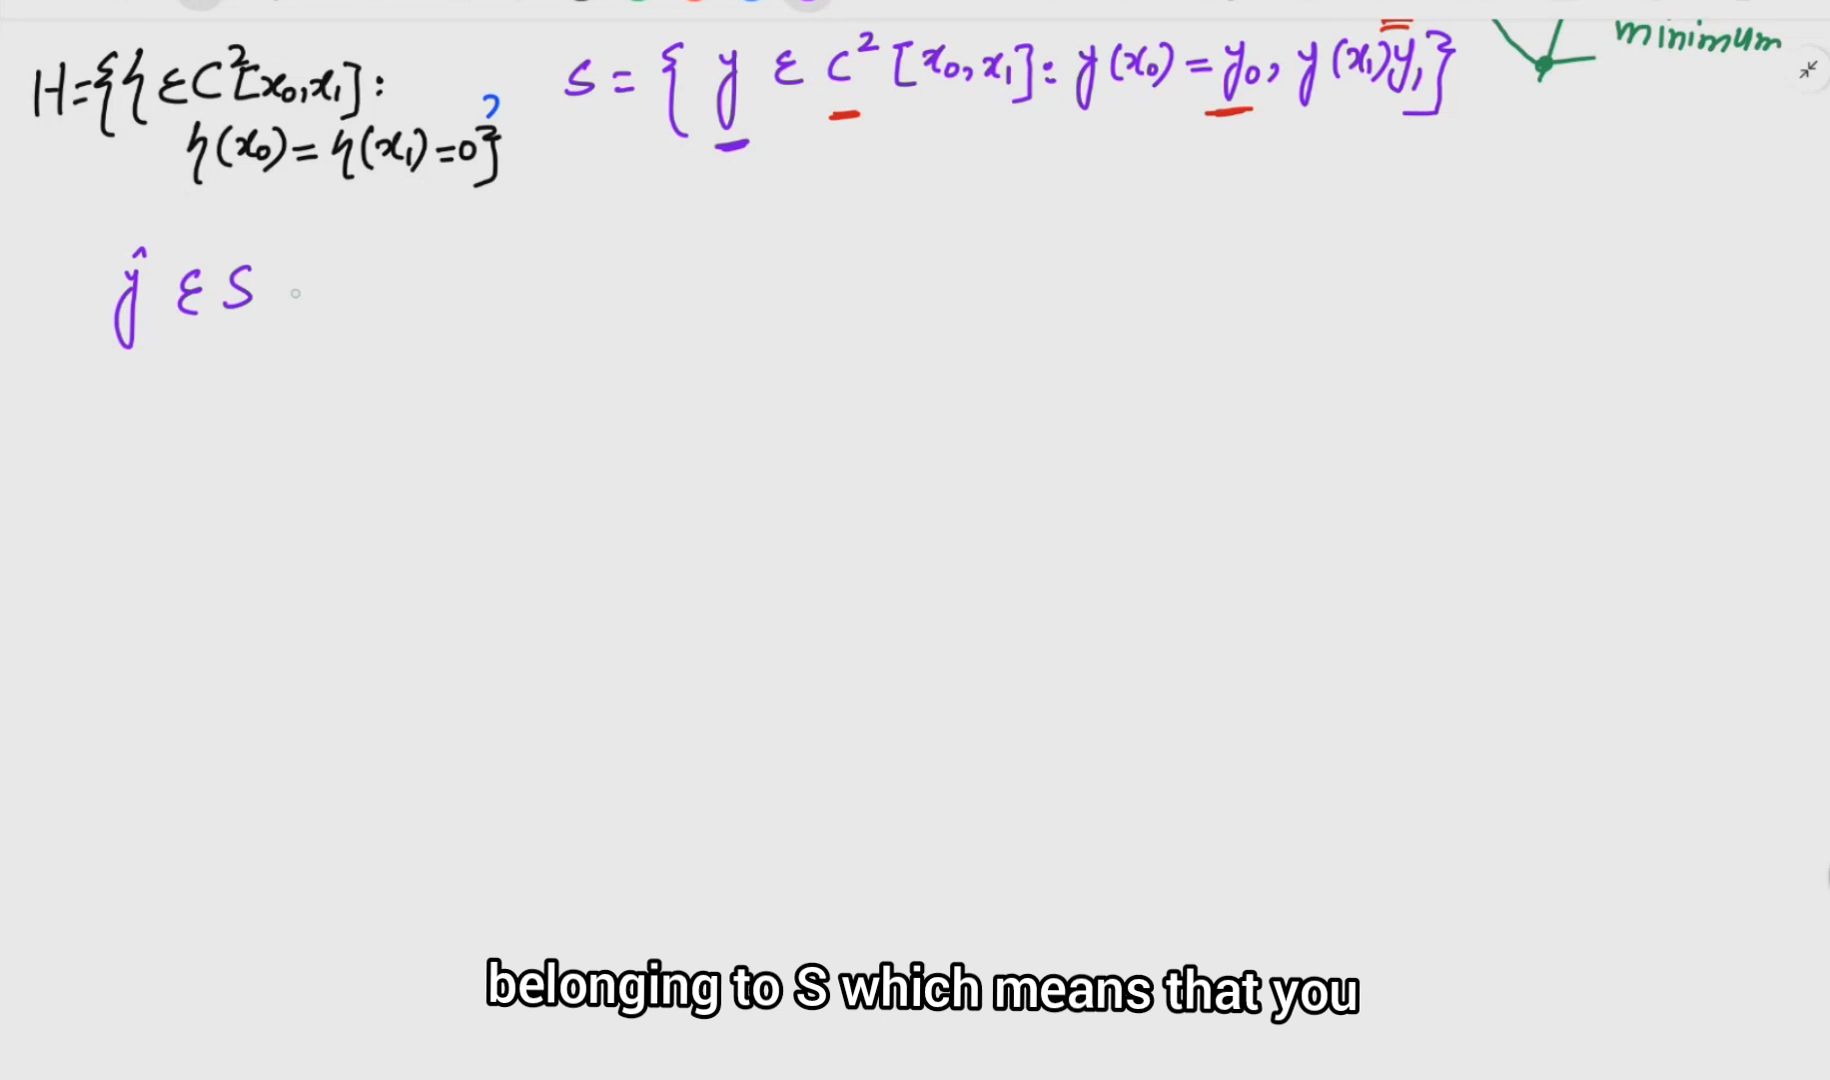 H={η ε C²[x₀,x₁]:
η(x₀)= η(x₁)=0}
,
S = { y ε C² [x₀,x₁]: y(x₀) = y₀, y(x₁)y₁}
minimum
ŷ ε S
belonging to S which means that you